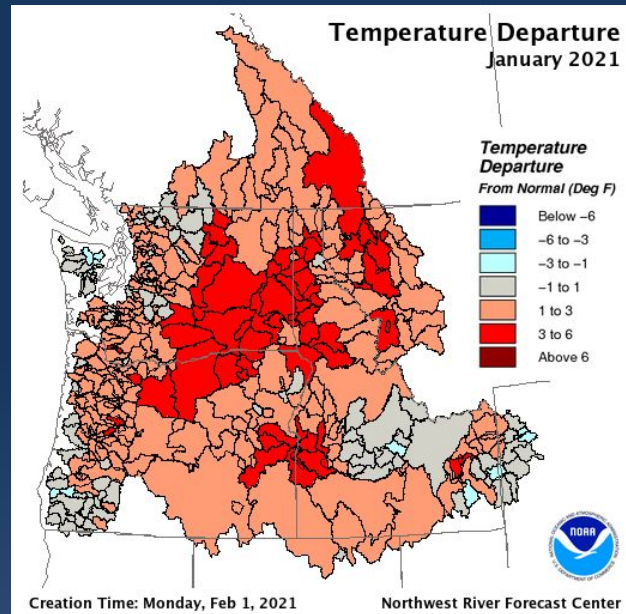 Temperature Departure
January 2021
Temperature
Departure
From Normal (Deg F)
Below −6
−6 to −3
−3 to −1
−1 to 1
1 to 3
3 to 6
Above 6
NOAA
Creation Time: Monday, Feb 1, 2021
Northwest River Forecast Center